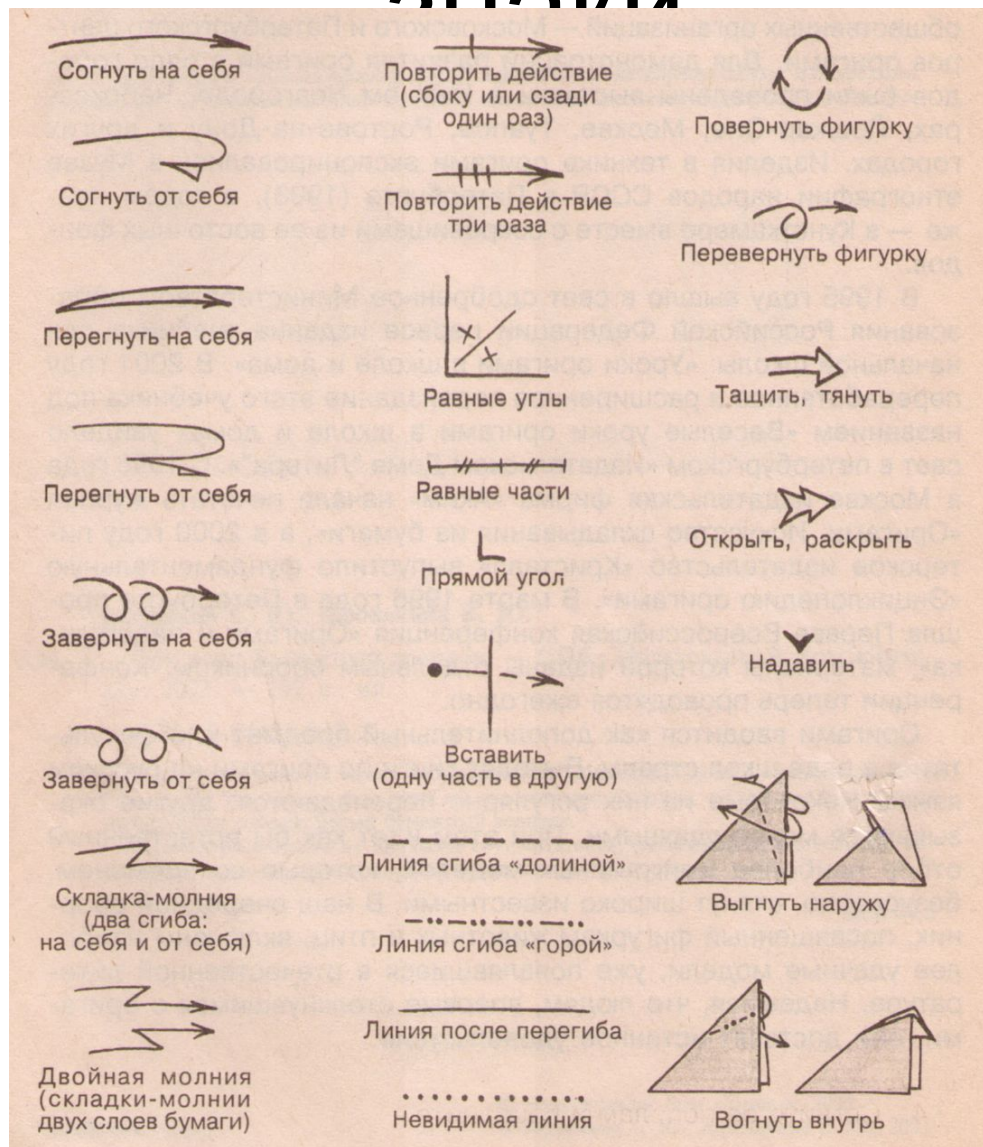 Согнуть на себя
Согнуть от себя
Перегнуть на себя
Перегнуть от себя
Завернуть на себя
Завернуть от себя
Складка-молния
(два сгиба:
на себя и от себя)
Двойная молния
(складки-молнии
двух слоев бумаги)
Повторить действие
(сбоку или сзади
один раз)
Повторить действие
три раза
Равные углы
Равные части
Прямой угол
Вставить
(одну часть в другую)
Линия сгиба «долиной»
Линия сгиба «горой»
Линия после перегиба
Невидимая линия
Повернуть фигурку
Перевернуть фигурку
Тащить, тянуть
Открыть, раскрыть
Надавить
Выгнуть наружу
Вогнуть внутрь